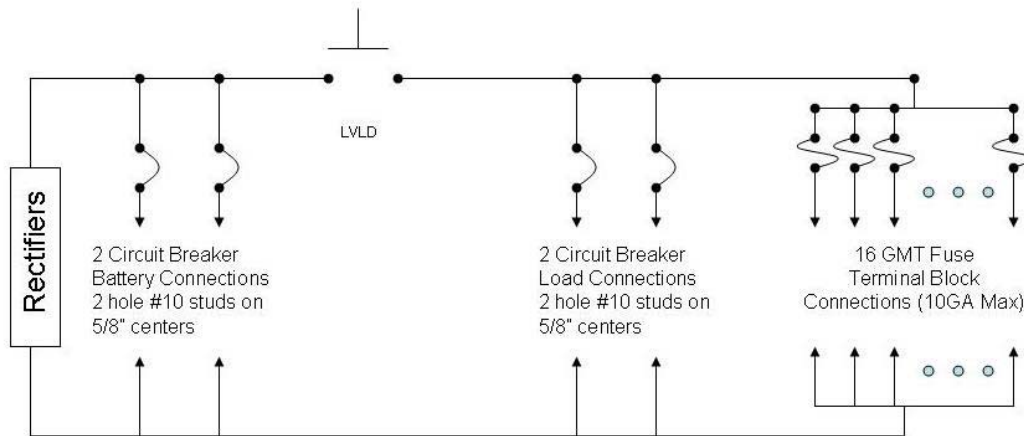 LVLD
Rectifiers
2 Circuit Breaker
Battery Connections
2 hole #10 studs on
5/8" centers
2 Circuit Breaker
Load Connections
2 hole #10 studs on
5/8" centers
16 GMT Fuse
Terminal Block
Connections (10GA Max)